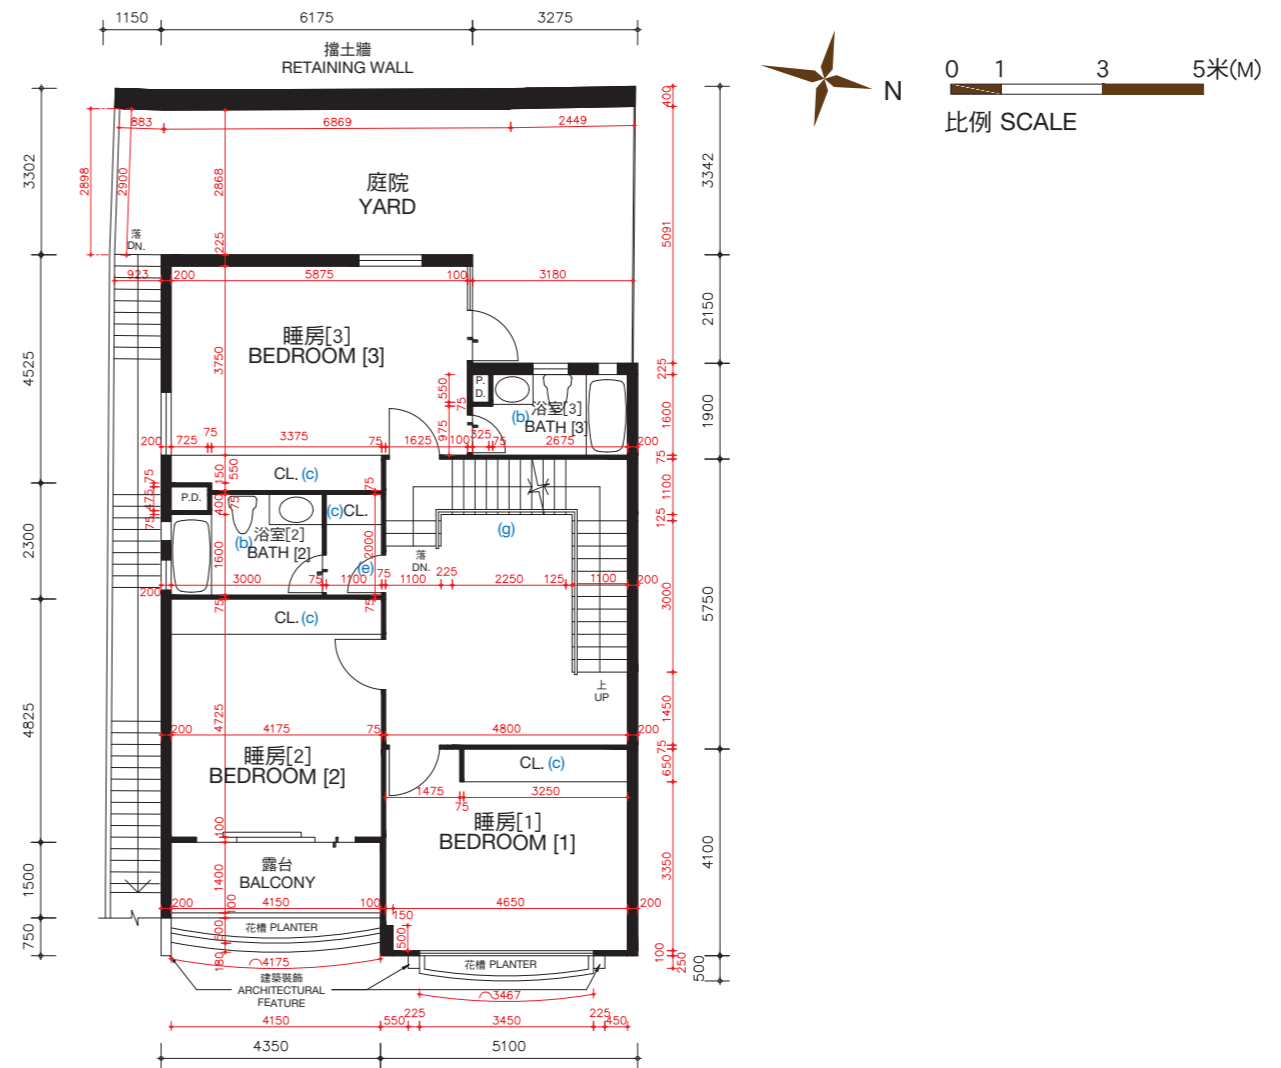 1150 6175 3275
擋土牆
RETAINING WALL
N
0 1 3 5米(M)
比例 SCALE
400
883 6869 2449
3302 2898 2900 2868 3342
庭院
YARD
5091
落
DN.
225
923 200 5875 100 3180
2150
睡房[3]
BEDROOM [3]
3750
4525
225
P.
D.
550
75
浴室[3]
(b)
BATH [3]
1600 1900
975
200 725 75 3375 75 1625 100 325 75 2675 200
75
150 550 CL. (c)
75 475 75
P.D.
400 75
75
(c) CL.
1100
125
(g)
浴室[2]
(b)
BATH [2]
2300 1600 2000
落
DN.
(e)
3000 75 1100 75 1100 225 2250 125 1100 200
200
3000 5750
75 75
CL. (c)
上
UP
4825 4725 1450
200 4175 75 4800 200
睡房[2]
BEDROOM [2]
75
650
CL. (c)
1475 75 3250
睡房[1]
BEDROOM [1]
100
露台
BALCONY
1500 1400 3350 4100
200 4150 100 4650 200
100
150
花槽 PLANTER
750 500 500
180
4175
花槽 PLANTER
100 250 500
建築裝飾
ARCHITECTURAL
FEATURE
3467
4150 550 225 3450 225 450
4350 5100